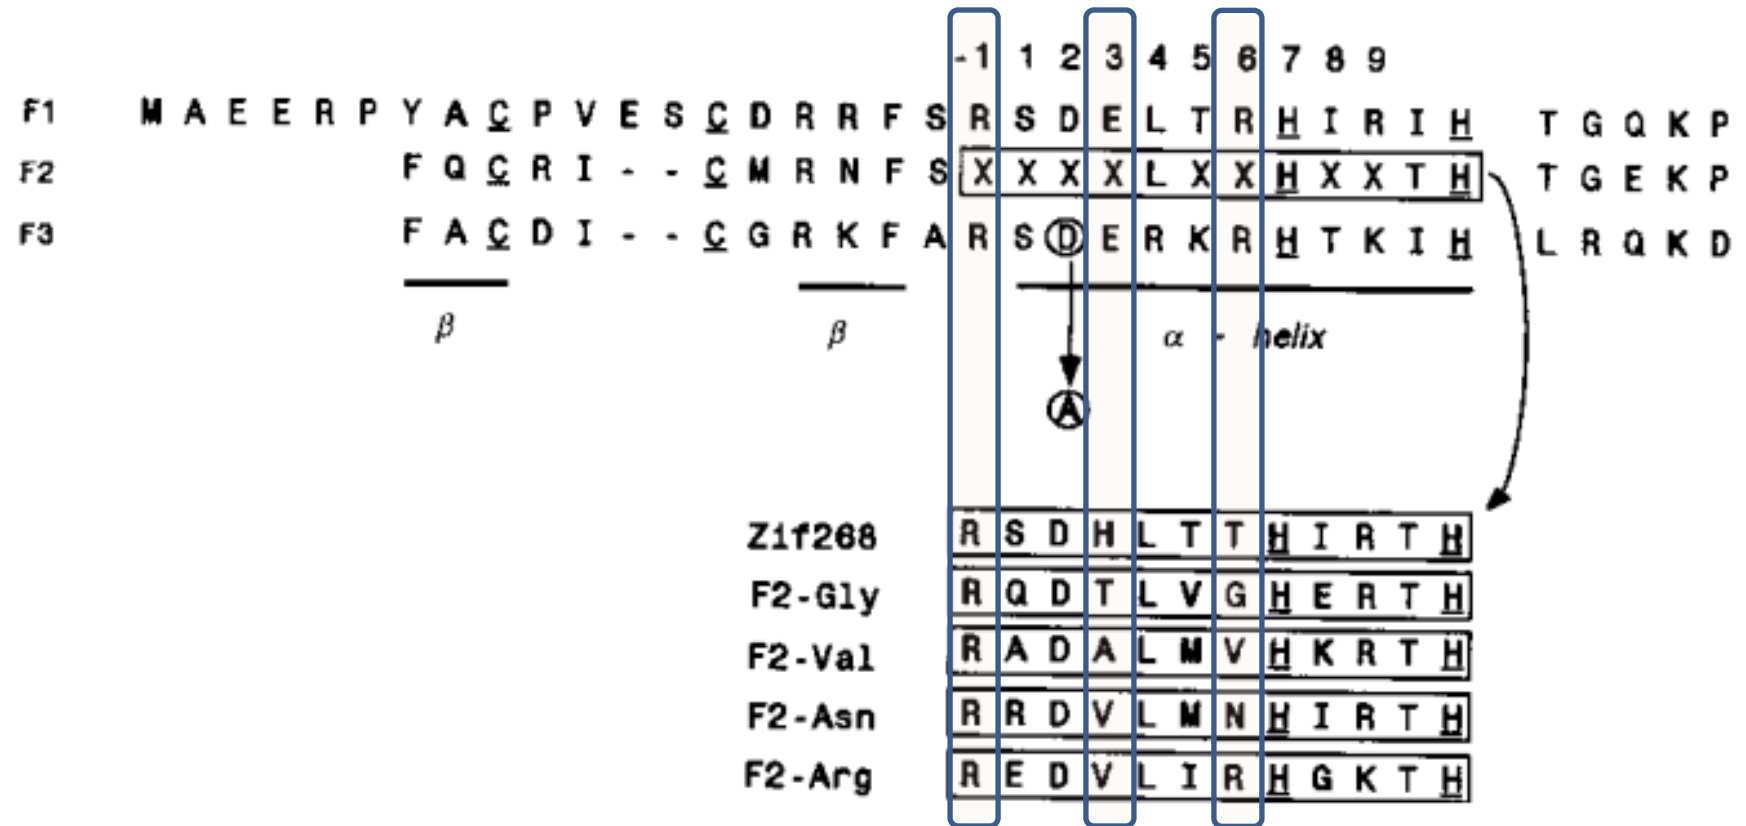 -1 1 2 3 4 5 6 7 8 9
F1 M A E E R P Y A C P V E S C D R R F S R S D E L T R H I R I H T G Q K P
F2 F Q C R I - - C M R N F S X X X X L X X H X X T H T G E K P
F3 F A C D I - - C G R K F A R S D E R K R H T K I H L R Q K D
β β α - helix
A
Zif268 R S D H L T T H I R T H
F2-Gly R Q D T L V G H E R T H
F2-Val R A D A L M V H K R T H
F2-Asn R R D V L M N H I R T H
F2-Arg R E D V L I R H G K T H